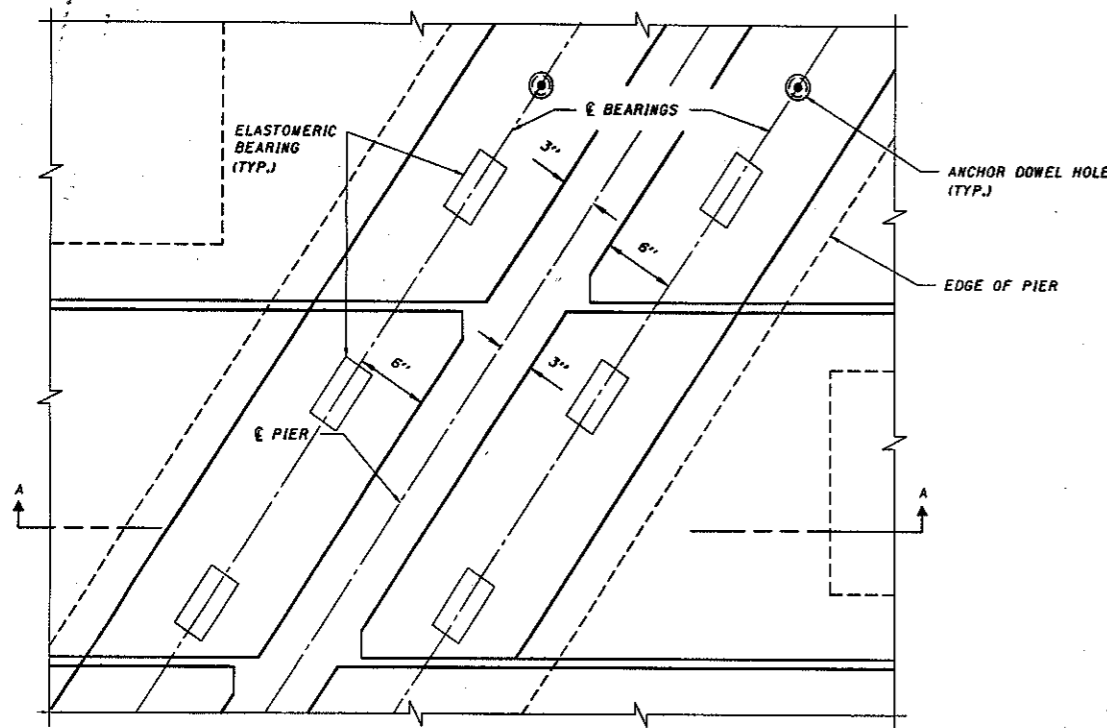 ℄ BEARINGS
ELASTOMERIC
BEARING
(TYP.)
3"
ANCHOR DOWEL HOLE
(TYP.)
6"
EDGE OF PIER
6"
3"
℄ PIER
A
A